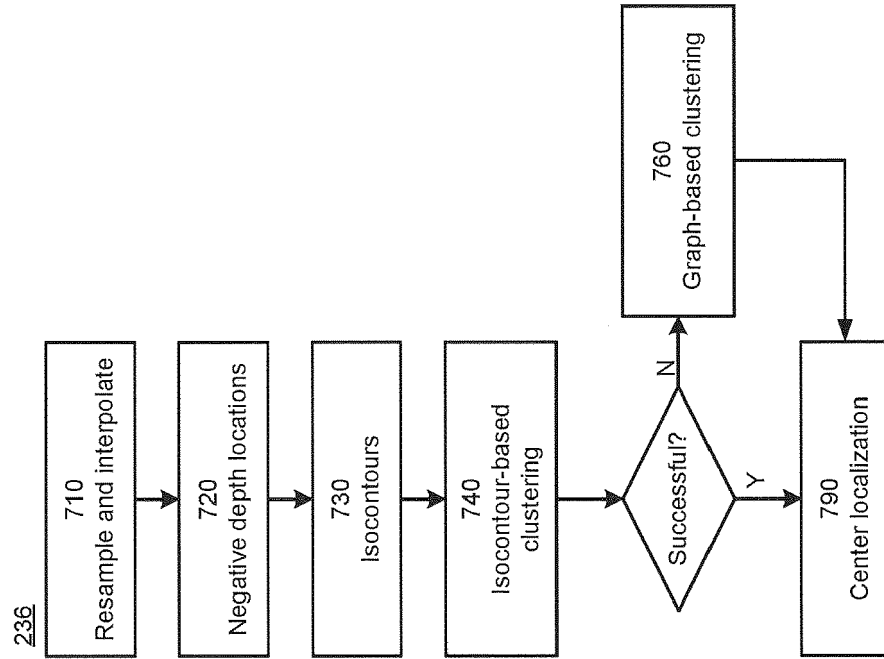 236
710
Resample and interpolate
720
Negative depth locations
730
Isocontours
740
Isocontour-based
clustering
Successful?
N
760
Graph-based clustering
Y
790
Center localization